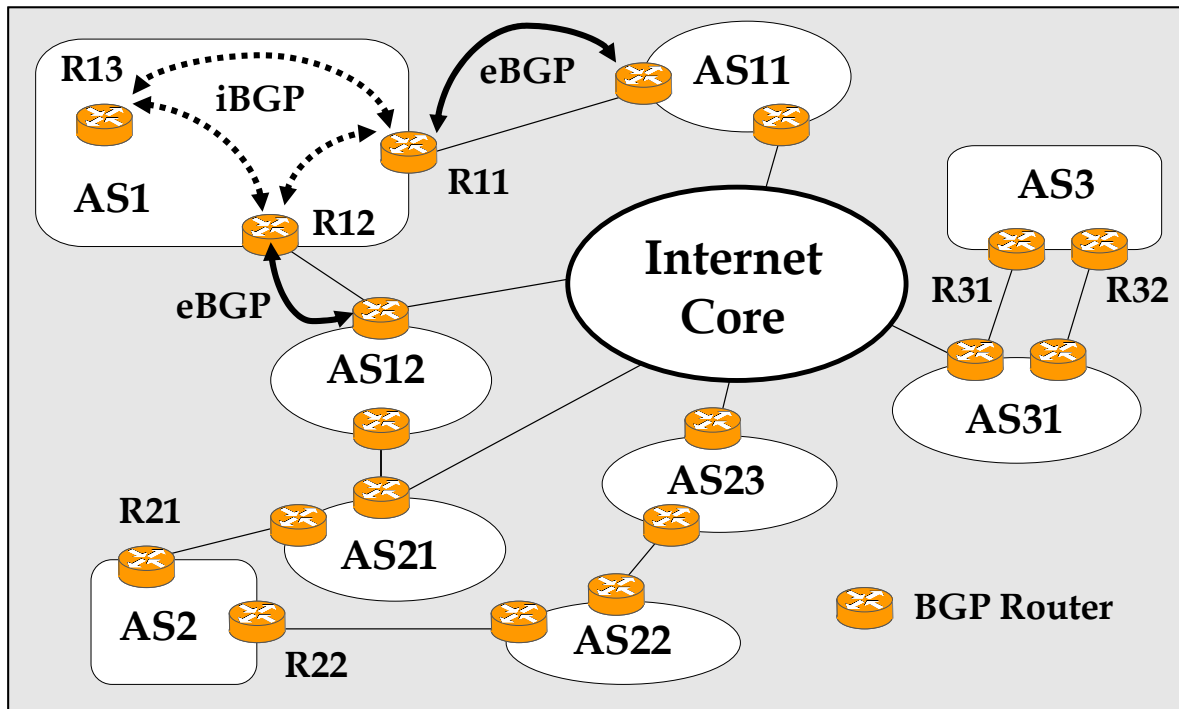 R13
eBGP
AS11
iBGP
AS1
R11
AS3
R12
Internet
Core
R31
R32
eBGP
AS12
AS31
AS23
R21
AS21
AS2
AS22
BGP Router
R22